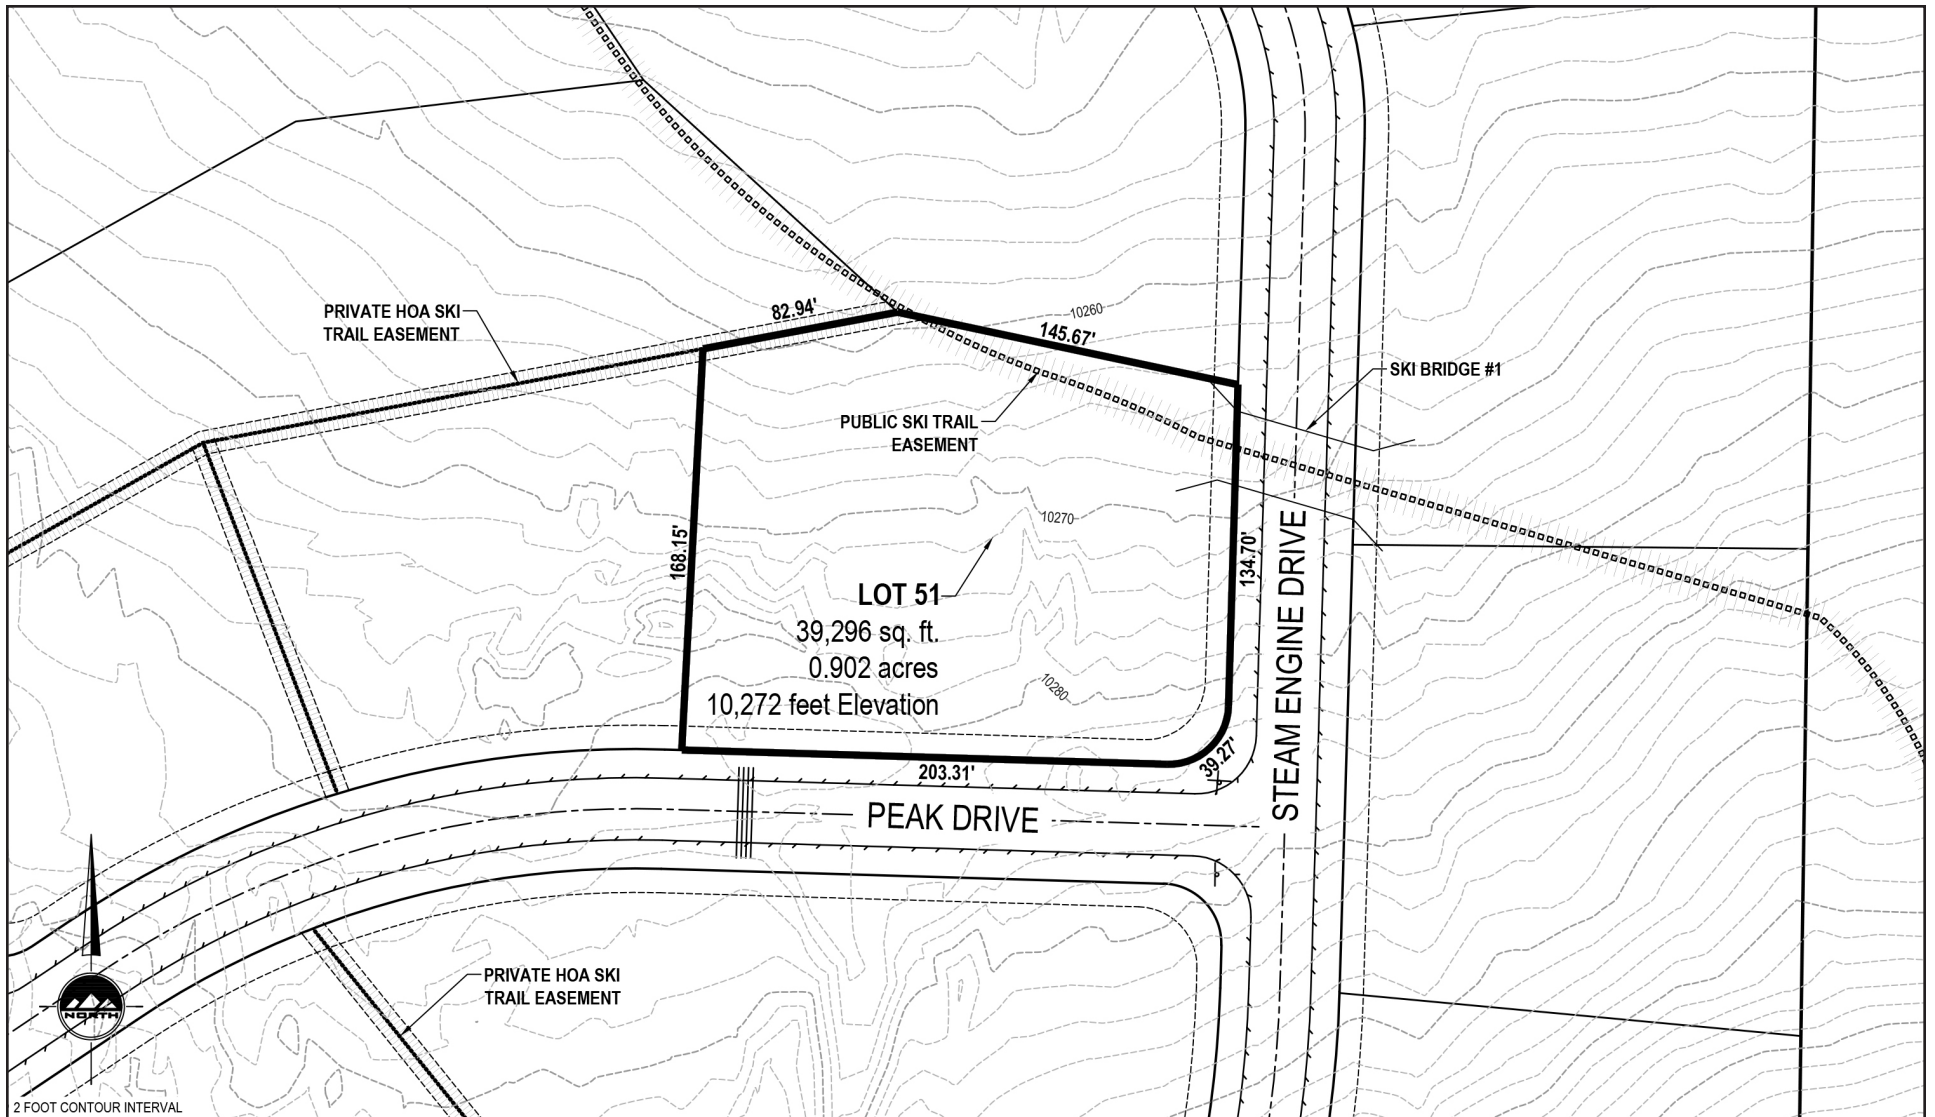 10260
82.94'
145.67'
PRIVATE HOA SKI
TRAIL EASEMENT
SKI BRIDGE #1
PUBLIC SKI TRAIL
EASEMENT
10270
168.15'
134.70'
LOT 51
39,296 sq. ft.
0.902 acres
10,272 feet Elevation
10280
STEAM ENGINE DRIVE
39.27'
203.31'
PEAK DRIVE
PRIVATE HOA SKI
TRAIL EASEMENT
NORTH
2 FOOT CONTOUR INTERVAL